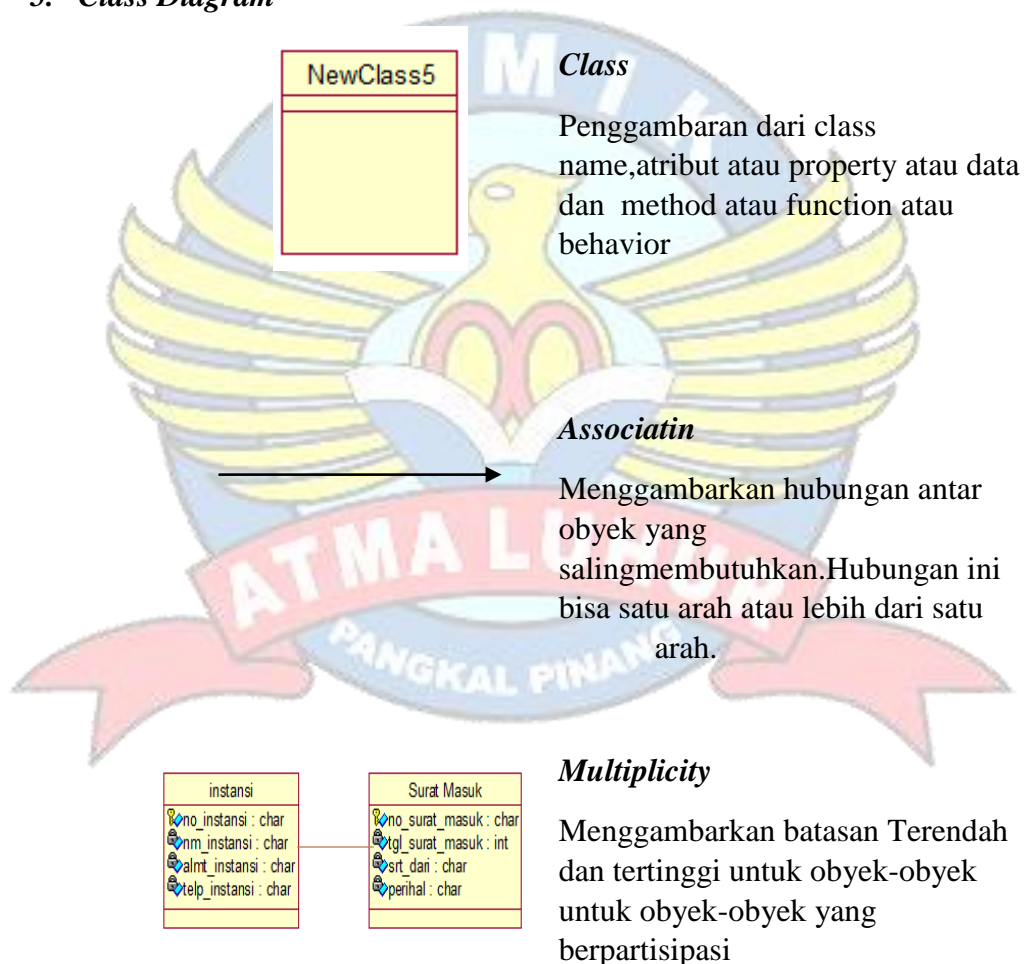 3. Class Diagram
NewClass5
Class
Penggambaran dari class
name,atribut atau property atau data
dan method atau function atau
behavior
Associatin
Menggambarkan hubungan antar
obyek yang
salingmembutuhkan.Hubungan ini
bisa satu arah atau lebih dari satu
arah.
MIK
ATMA LUHUR
PANGKAL PINANG
instansi
no_instansi : char
nm_instansi : char
almt_instansi : char
telp_instansi : char
Surat Masuk
no_surat_masuk : char
tgl_surat_masuk : int
srt_dari : char
perihal : char
Multiplicity
Menggambarkan batasan Terendah
dan tertinggi untuk obyek-obyek
untuk obyek-obyek yang
berpartisipasi